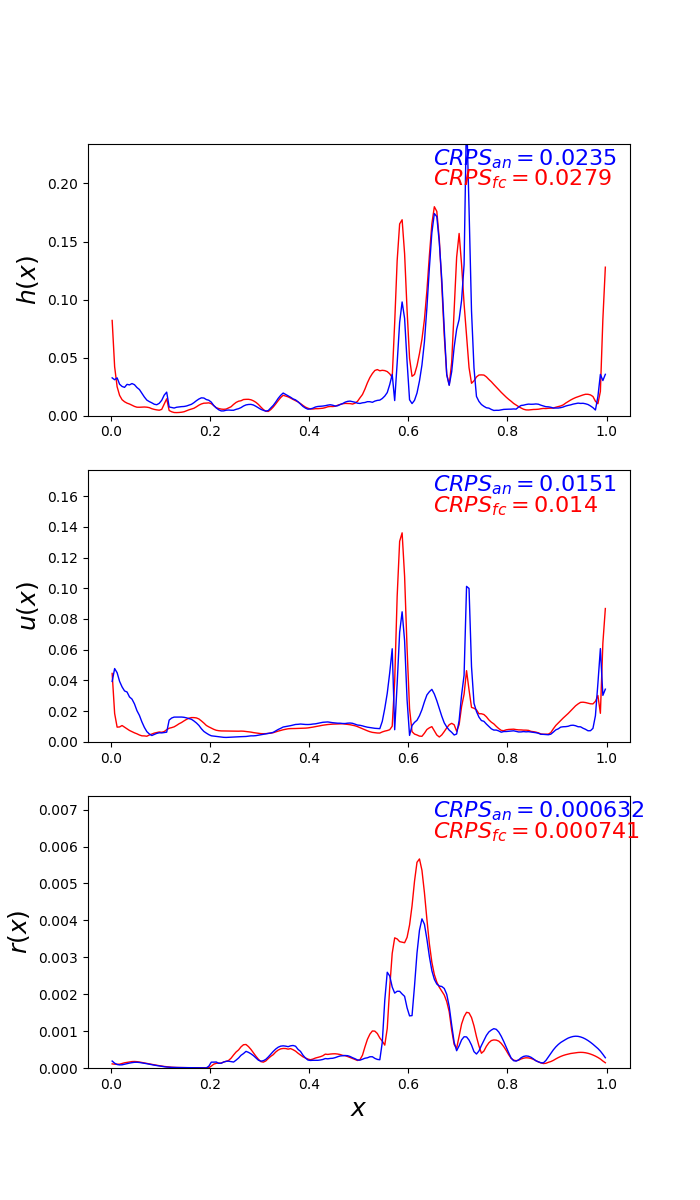 CRPS_an = 0.0235
CRPS_fc = 0.0279
h(x)
0.20
0.15
0.10
0.05
0.00
0.0 0.2 0.4 0.6 0.8 1.0
CRPS_an = 0.0151
CRPS_fc = 0.014
u(x)
0.16
0.14
0.12
0.10
0.08
0.06
0.04
0.02
0.00
0.0 0.2 0.4 0.6 0.8 1.0
CRPS_an = 0.000632
CRPS_fc = 0.000741
r(x)
0.007
0.006
0.005
0.004
0.003
0.002
0.001
0.000
0.0 0.2 0.4 0.6 0.8 1.0
x